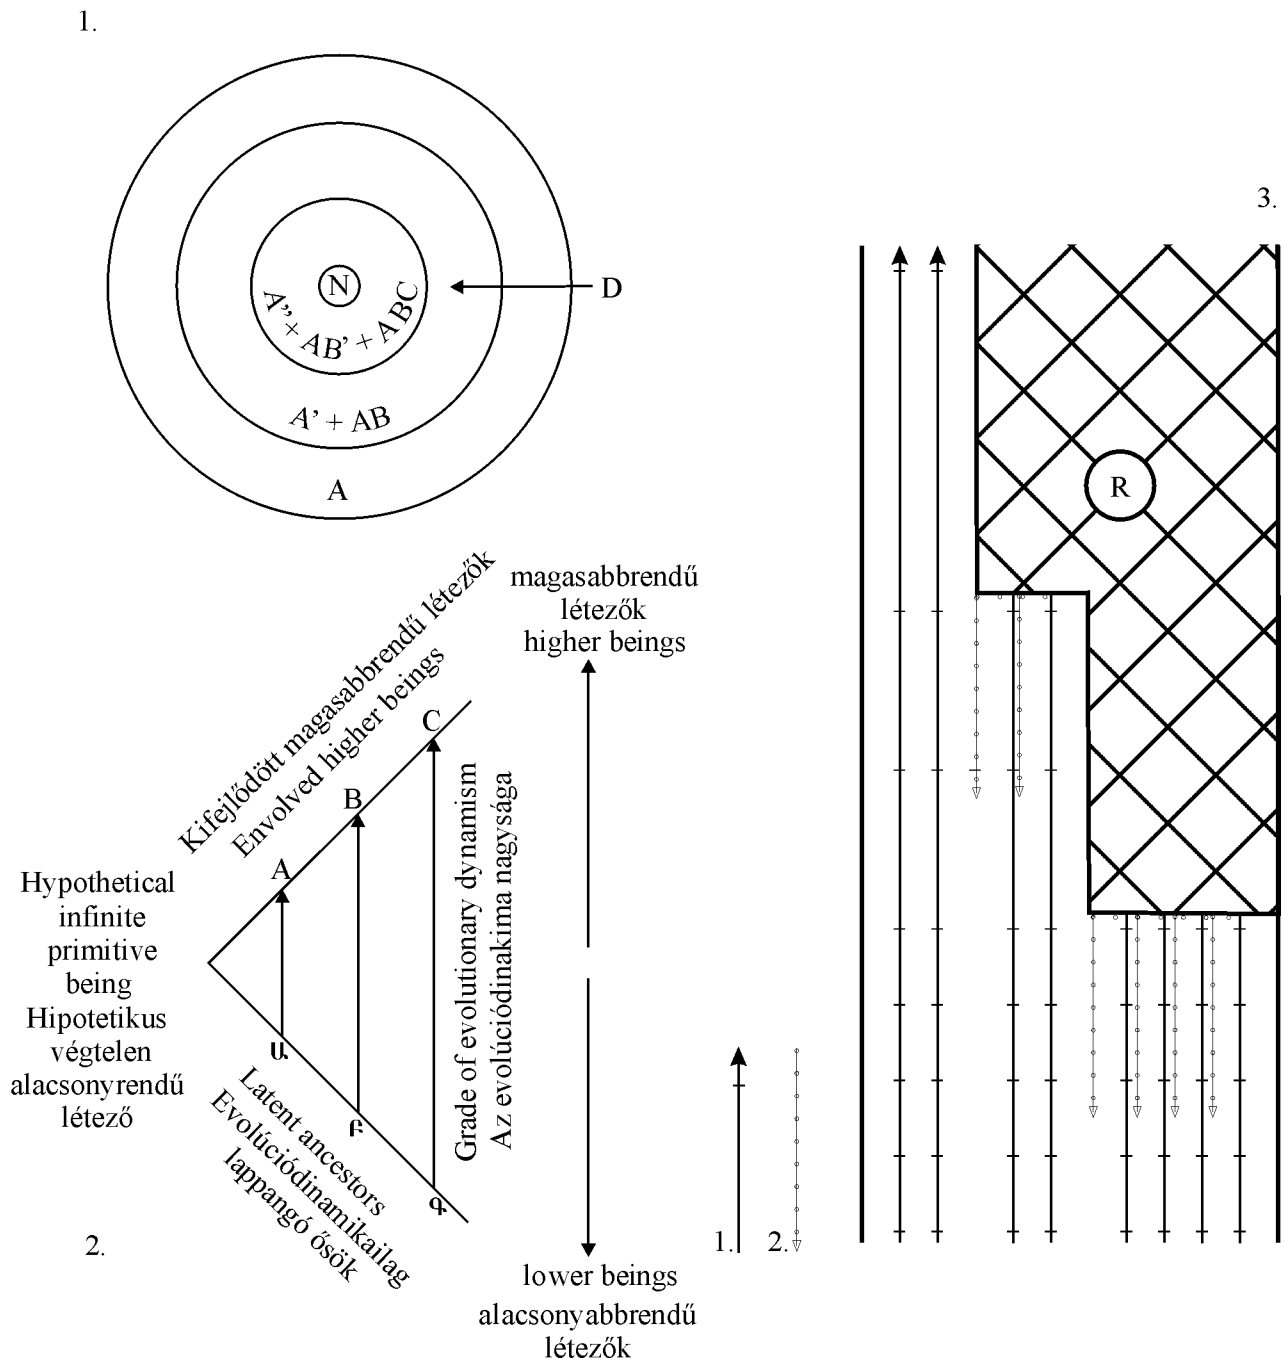 1.
N
A” + AB’ + ABC
D
A’ + AB
A
3.
R
magasabbrendű
létezők
higher beings
Kifejlődött magasabbrendű létezők
Envolved higher beings
A
B
C
Grade of evolutionary dynamism
Az evolúciódinakima nagysága
Hypothetical
infinite
primitive
being
Hipotetikus
végtelen
alacsonyrendű
létező
Ա
Բ
Գ
Latent ancestors
Evolúciódinamikailag
lappangó ősök
2.
lower beings
alacsonyabbrendű
létezők
1.
2.